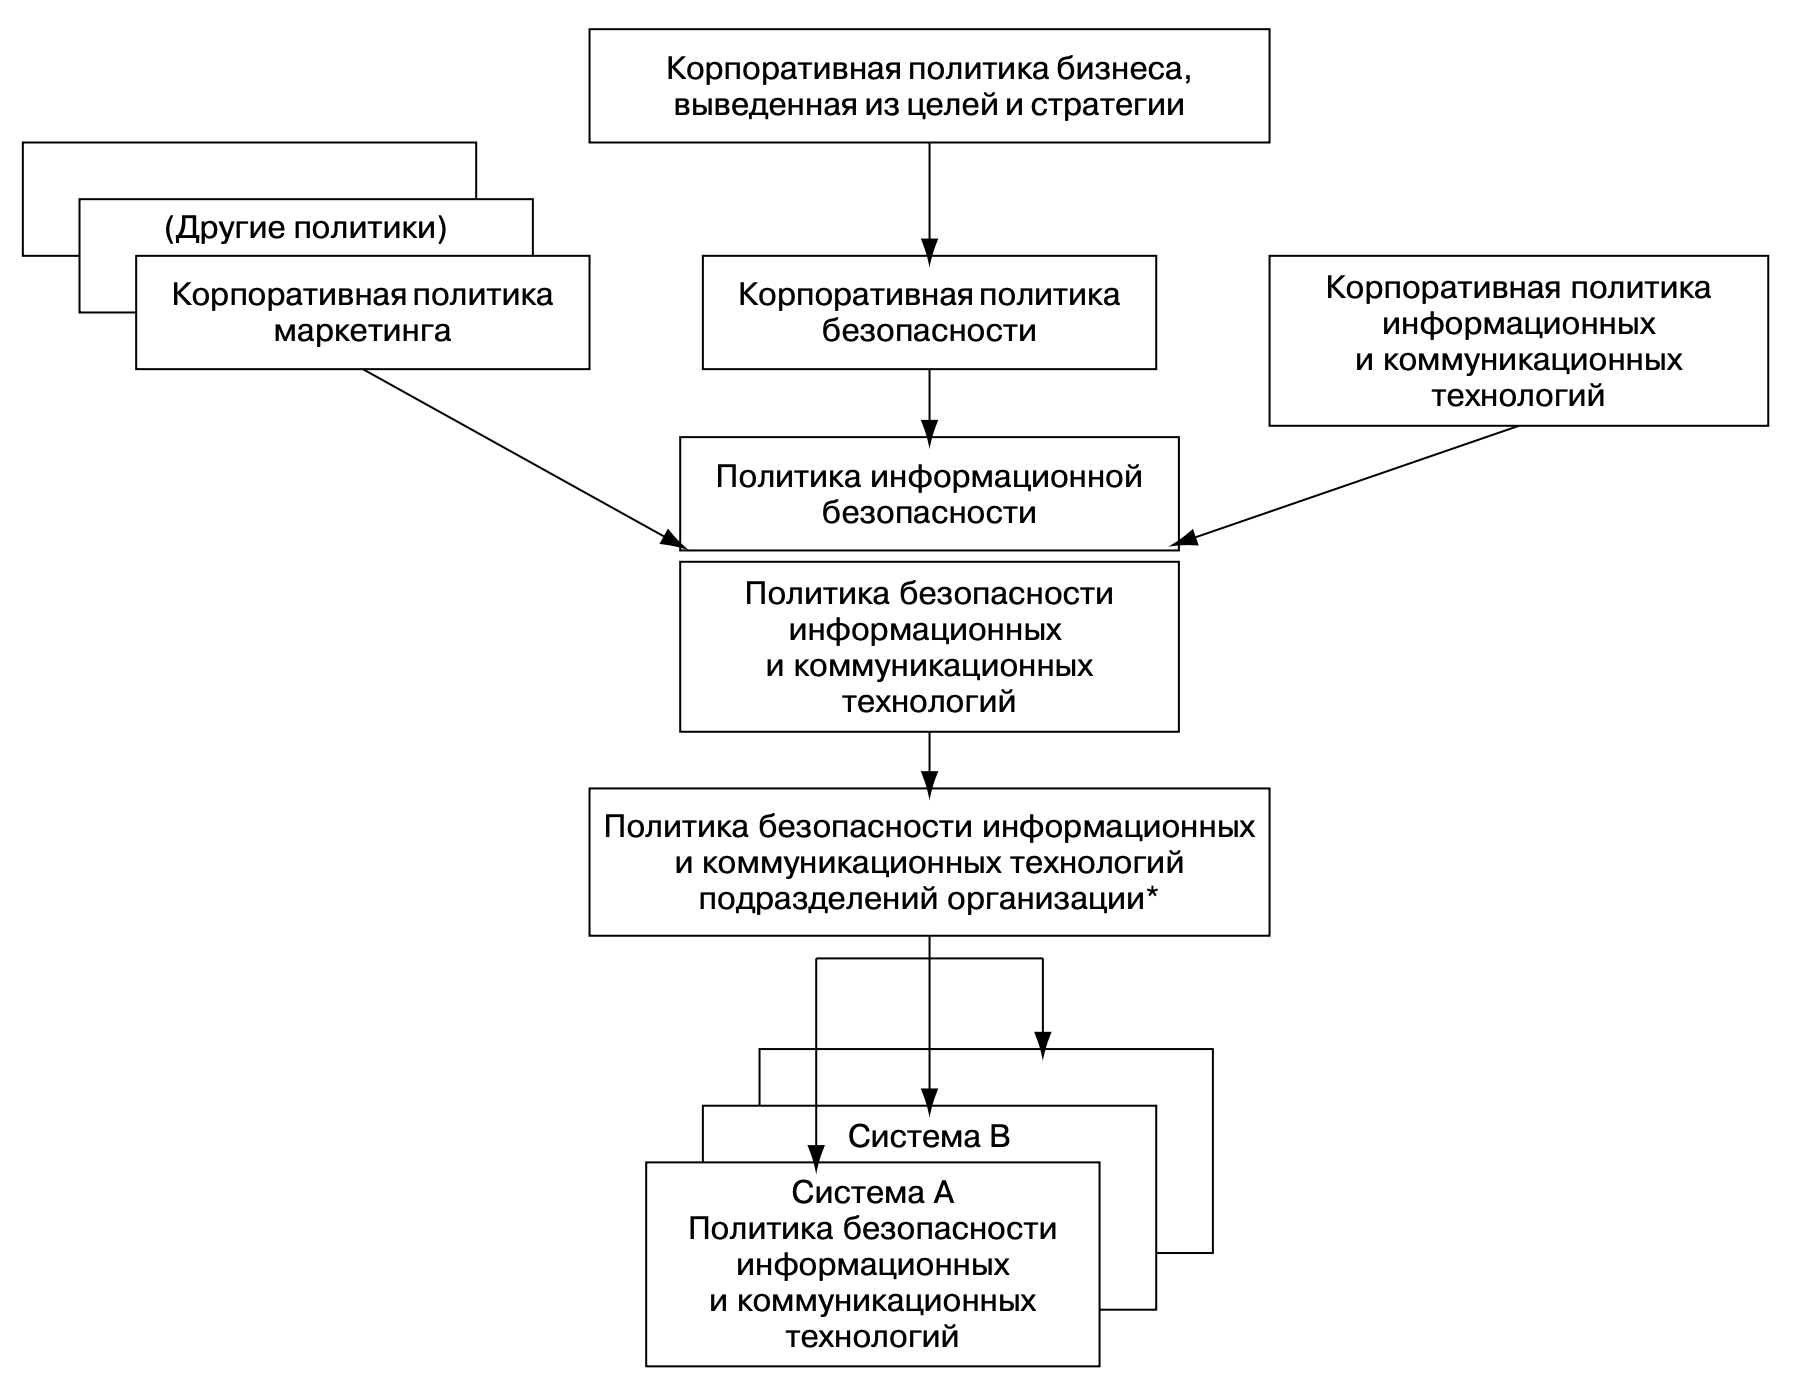 Корпоративная политика бизнеса,
выведенная из целей и стратегии
(Другие политики)
Корпоративная политика
маркетинга
Корпоративная политика
безопасности
Корпоративная политика
информационных
и коммуникационных
технологий
Политика информационной
безопасности
Политика безопасности
информационных
и коммуникационных
технологий
Политика безопасности информационных
и коммуникационных технологий
подразделений организации*
Система В
Система А
Политика безопасности
информационных
и коммуникационных
технологий